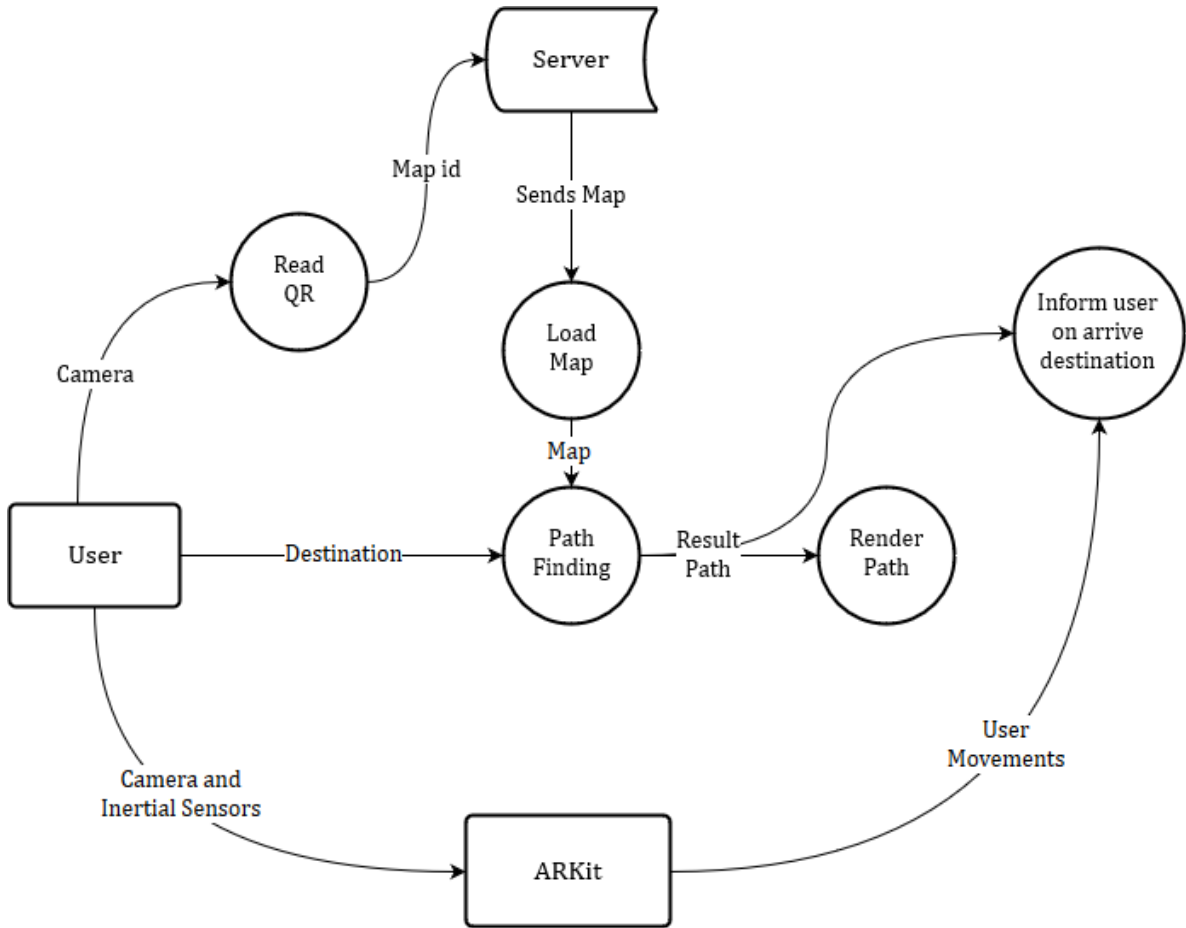 Server
Map id
Sends Map
Read
QR
Inform user
on arrive
destination
Load
Map
Camera
Map
User
Destination
Path
Finding
Result
Path
Render
Path
User
Movements
Camera and
Inertial Sensors
ARKit